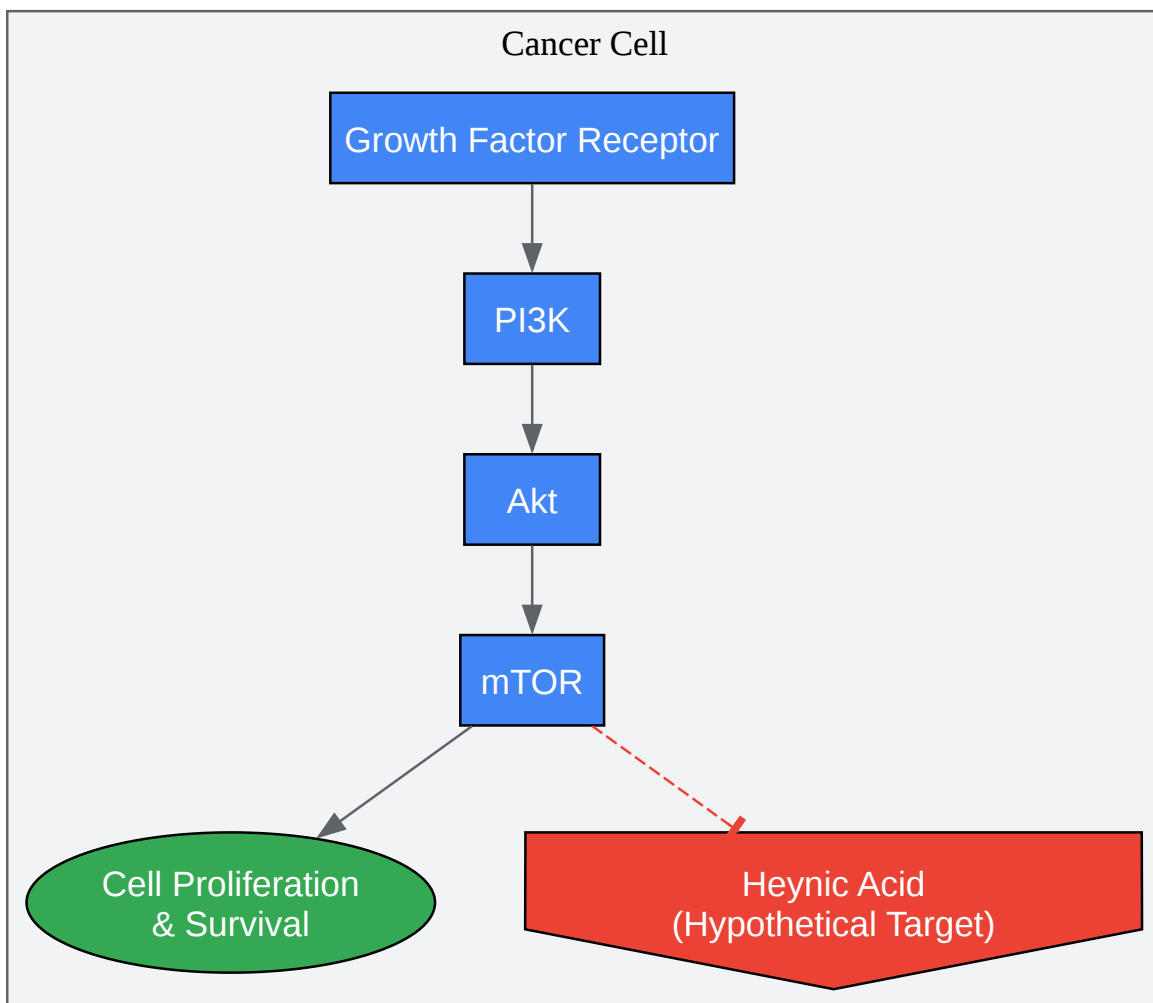 Cancer Cell
Growth Factor Receptor
PI3K
Akt
mTOR
Cell Proliferation
& Survival
Heynic Acid
(Hypothetical Target)